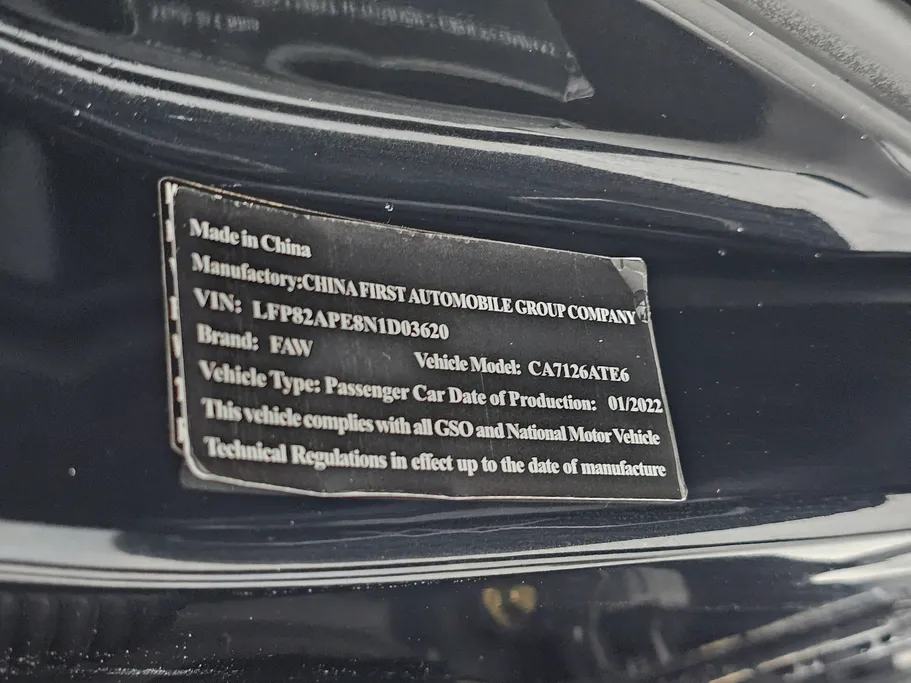 Made in China
Manufactory:CHINA FIRST AUTOMOBILE GROUP COMPANY
VIN: LFP82APE8N1D03620
Brand: FAW Vehicle Model: CA7126ATE6
Vehicle Type: Passenger Car Date of Production: 01/2022
This vehicle complies with all GSO and National Motor Vehicle
Technical Regulations in effect up to the date of manufacture